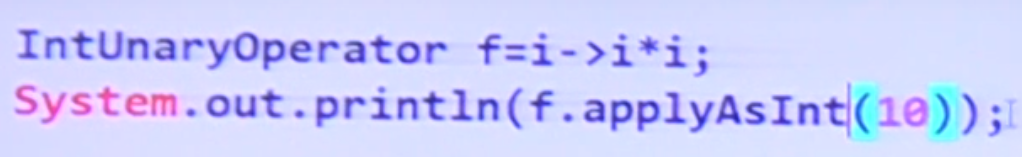 IntUnaryOperator f=i->i*i;
System.out.println(f.applyAsInt(10));